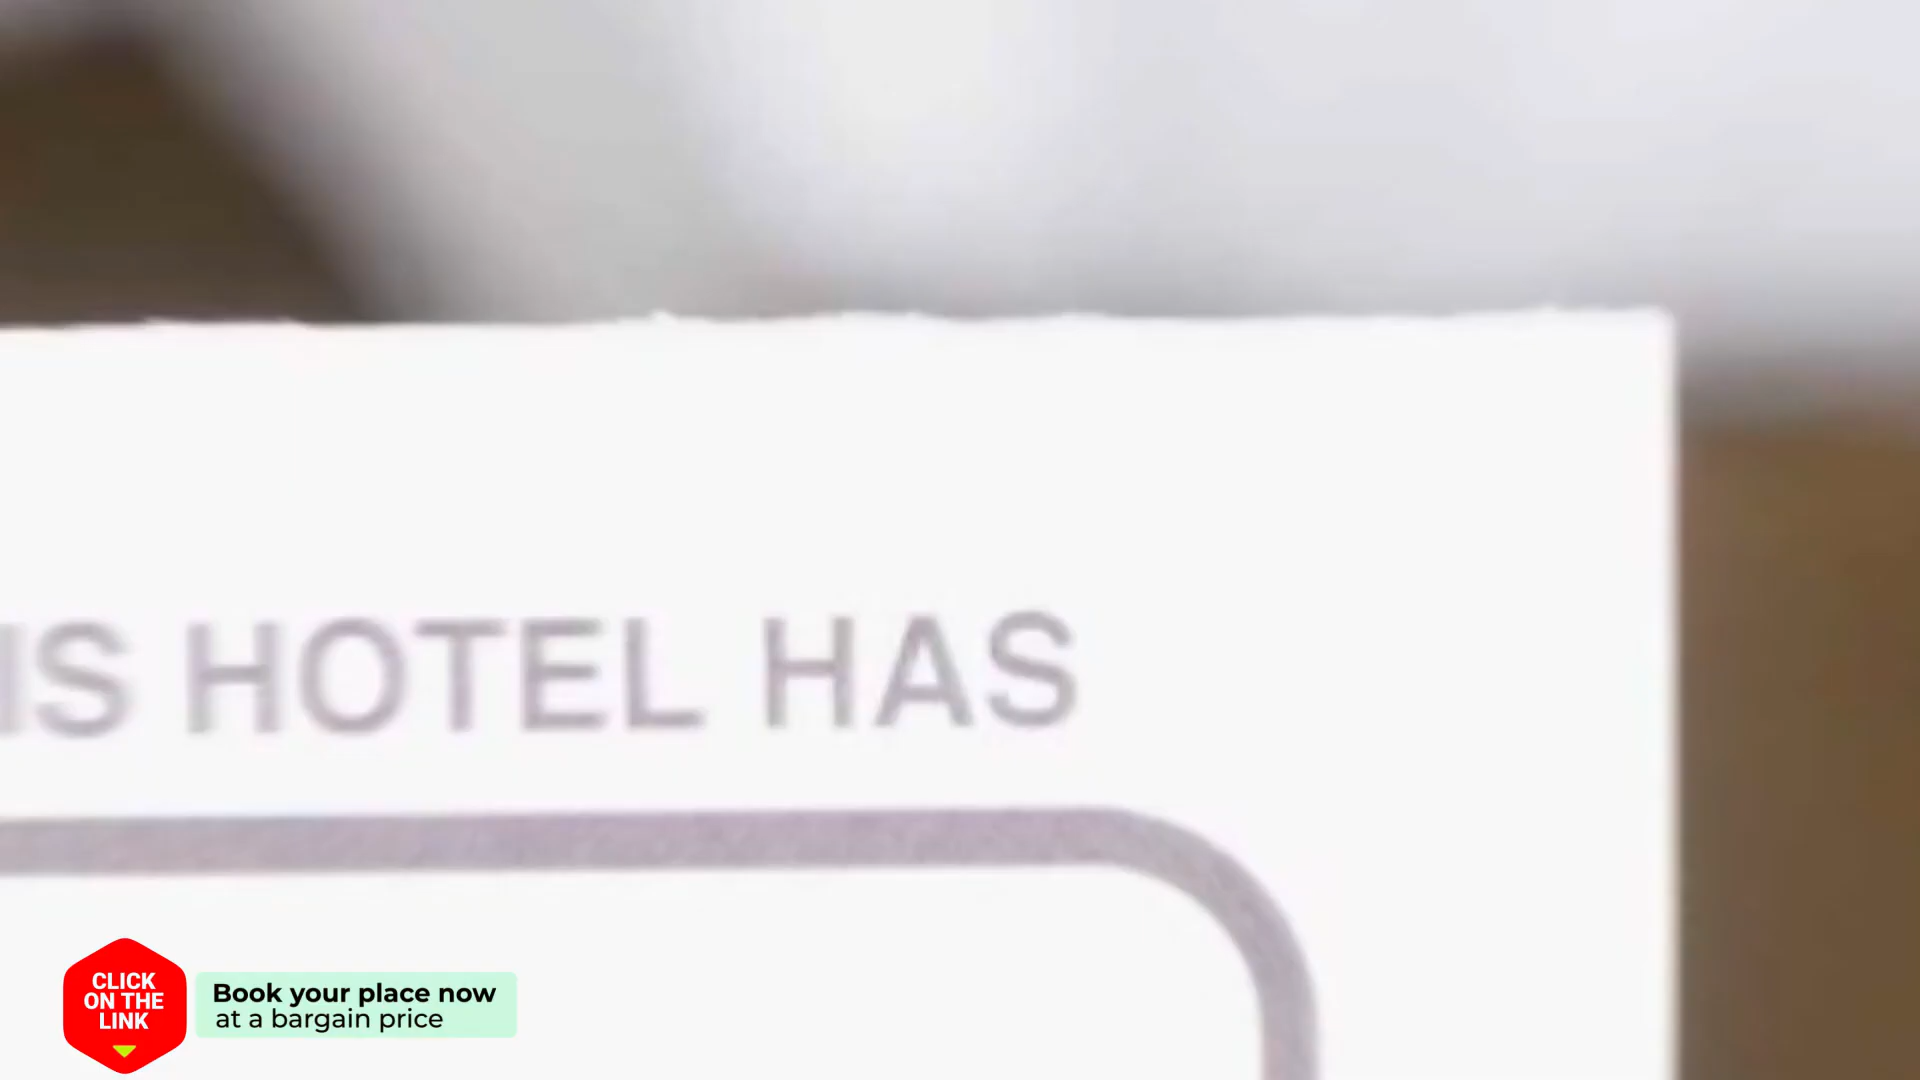 IS HOTEL HAS
CLICK
ON THE
LINK
Book your place now
at a bargain price